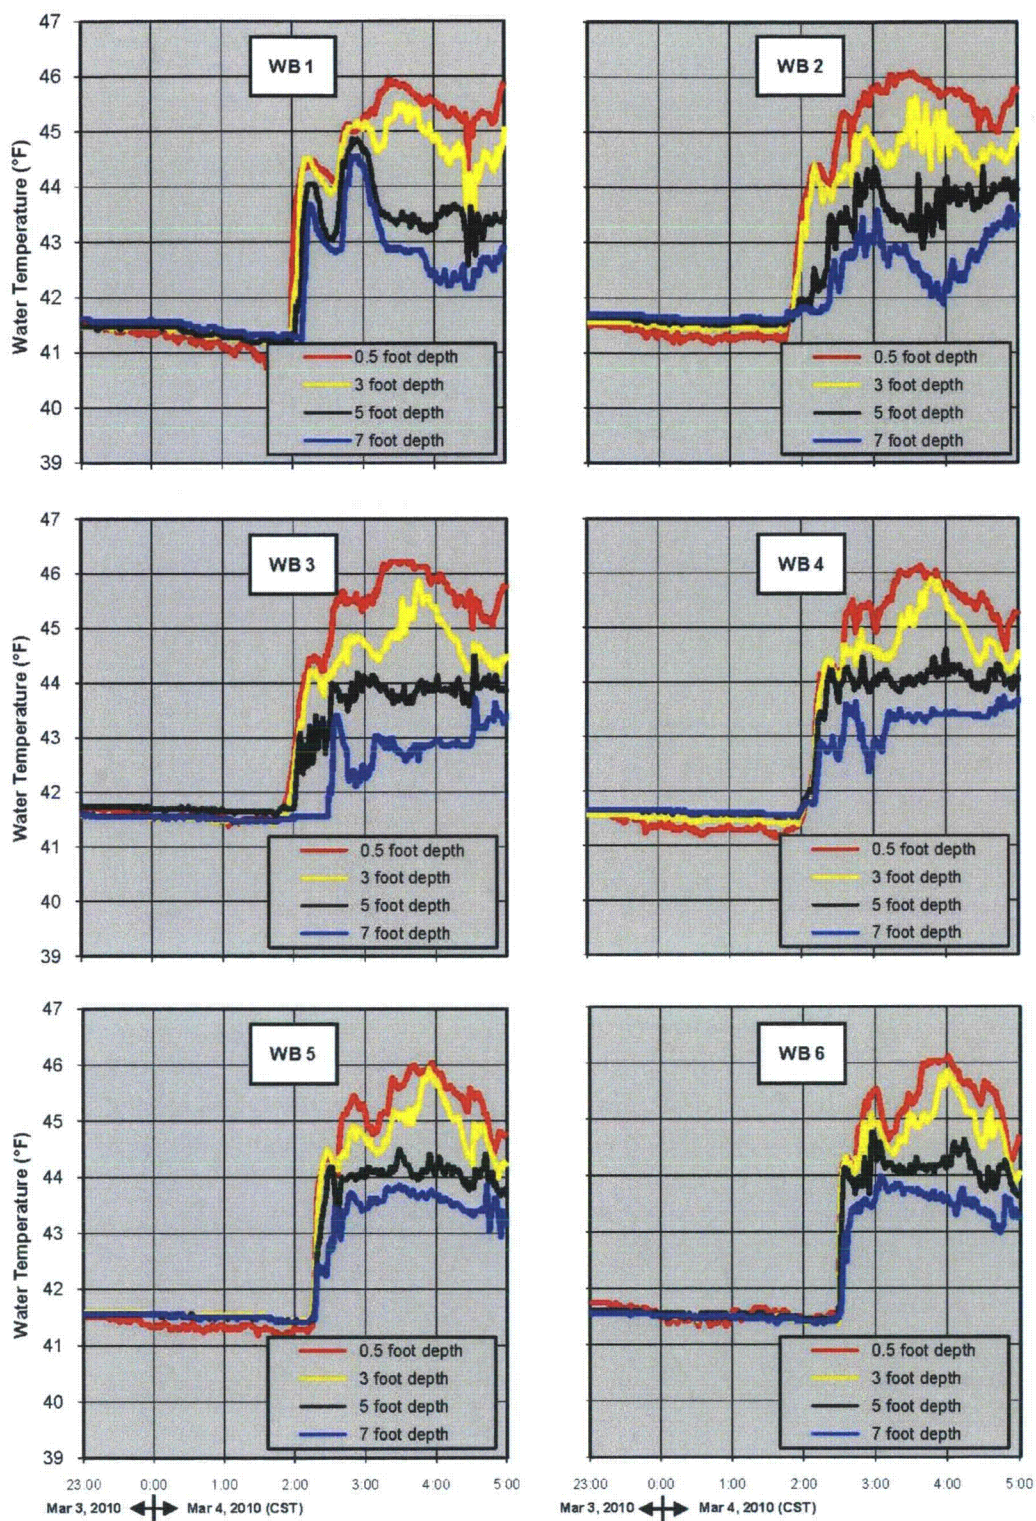 47
46
45
44
43
42
41
40
39
Water Temperature (°F)
WB 1
0.5 foot depth
3 foot depth
5 foot depth
7 foot depth
WB 2
0.5 foot depth
3 foot depth
5 foot depth
7 foot depth
47
46
45
44
43
42
41
40
39
Water Temperature (°F)
WB 3
0.5 foot depth
3 foot depth
5 foot depth
7 foot depth
WB 4
0.5 foot depth
3 foot depth
5 foot depth
7 foot depth
47
46
45
44
43
42
41
40
39
Water Temperature (°F)
WB 5
0.5 foot depth
3 foot depth
5 foot depth
7 foot depth
WB 6
0.5 foot depth
3 foot depth
5 foot depth
7 foot depth
23:00 0:00 1:00 2:00 3:00 4:00 5:00
Mar 3, 2010 Mar 4, 2010 (CST)
23:00 0:00 1:00 2:00 3:00 4:00 5:00
Mar 3, 2010 Mar 4, 2010 (CST)